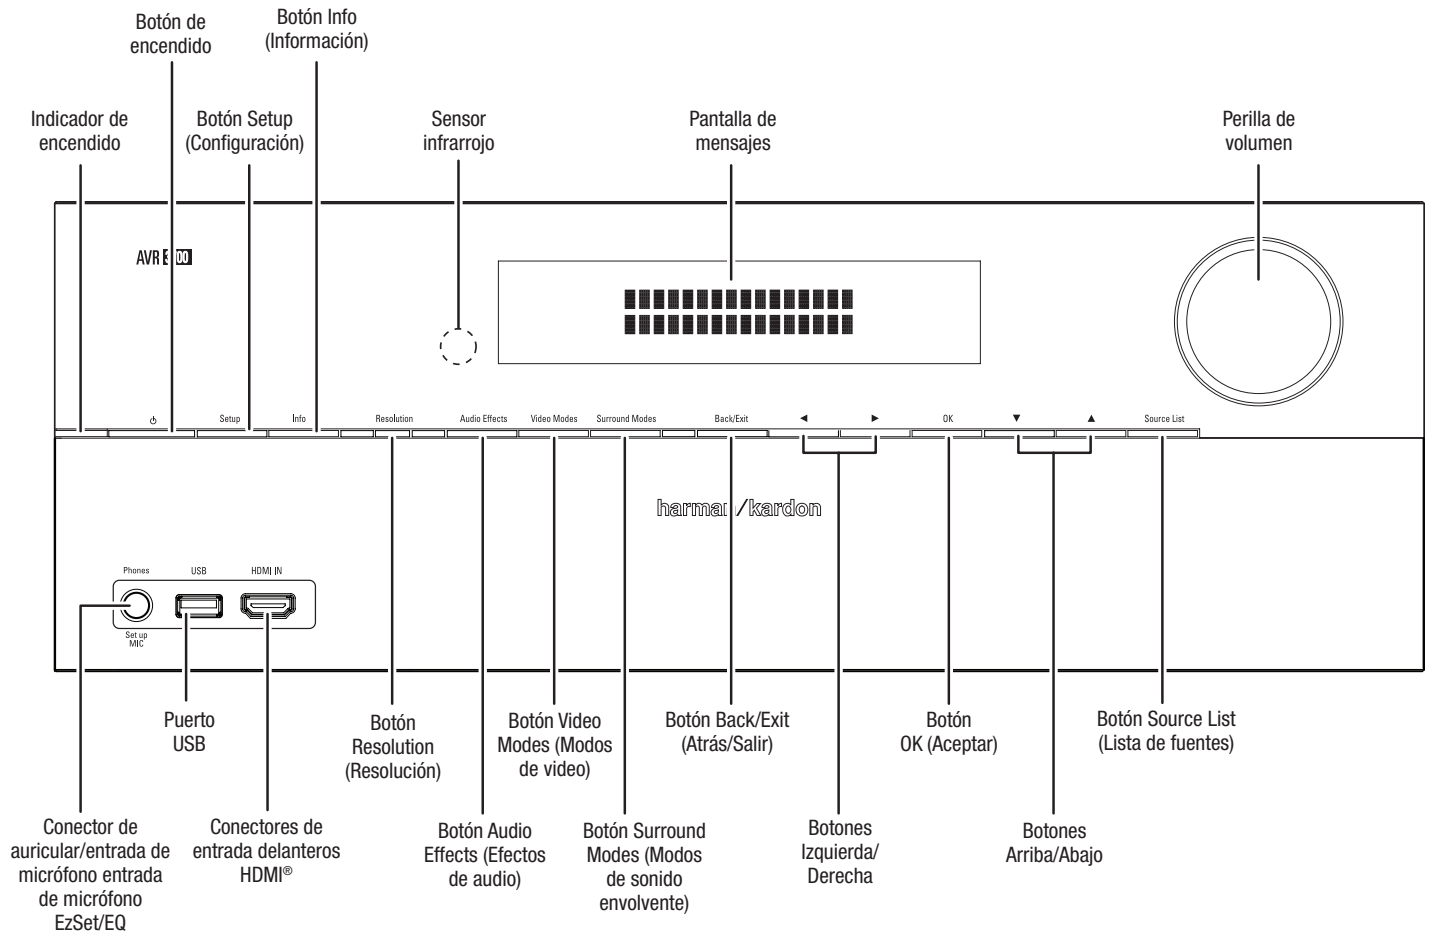 Botón de
encendido
Botón Info
(Información)
Indicador de
encendido
Botón Setup
(Configuración)
Sensor
infrarrojo
Pantalla de
mensajes
Perilla de
volumen
AVR
Setup
Info
Resolution
Audio Effects
Video Modes
Surround Modes
Back/Exit
OK
Source List
harman/kardon
Phones
USB
HDMI IN
Set up
MIC
Puerto
USB
Botón
Resolution
(Resolución)
Botón Video
Modes (Modos
de video)
Botón Back/Exit
(Atrás/Salir)
Botón
OK (Aceptar)
Botón Source List
(Lista de fuentes)
Conector de
auricular/entrada de
micrófono entrada
de micrófono
EzSet/EQ
Conectores de
entrada delanteros
HDMI®
Botón Audio
Effects (Efectos
de audio)
Botón Surround
Modes (Modos
de sonido
envolvente)
Botones
Izquierda/
Derecha
Botones
Arriba/Abajo